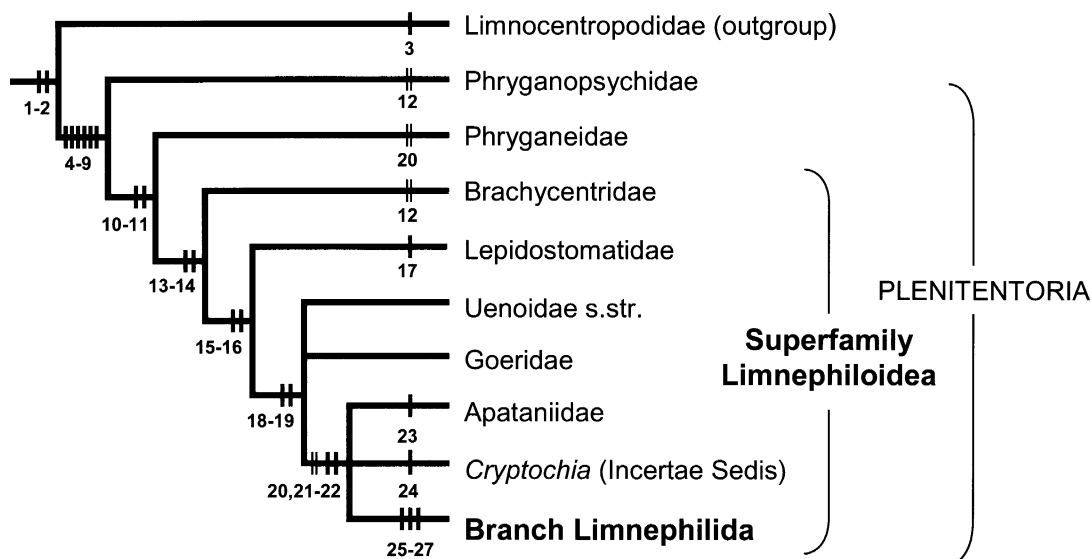 Limnocentropodidae (outgroup)
3
Phryganopsychidae
1-2
12
Phryganeidae
4-9
20
Brachycentridae
12
10-11
Lepidostomatidae
17
13-14
PLENITENTORIA
Uenoidae s.str.
15-16
Superfamily
Limnephiloidea
Goeridae
18-19
Apataniidae
23
Cryptochia (Incertae Sedis)
20,21-22
24
Branch Limnephilida
25-27